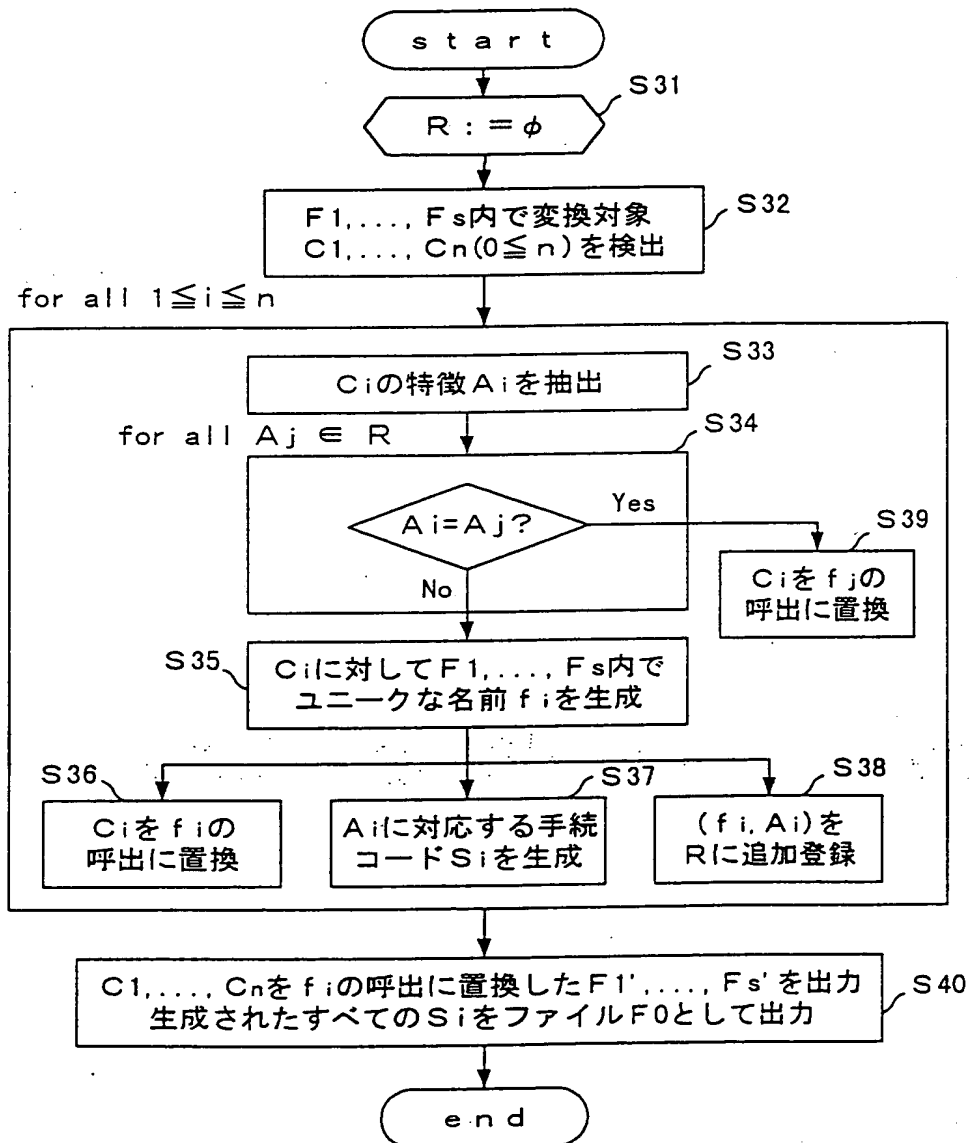 start
S31
R:=φ
S32
F1,..., Fs内で変換対象
C1,..., Cn(0≦n)を検出
for all 1≦i≦n
S33
Ciの特徴Aiを抽出
for all Aj ∈ R
S34
Ai=Aj?
Yes
No
S39
Ciをfjの
呼出に置換
S35
Ciに対してF1,..., Fs内で
ユニークな名前fiを生成
S36
Ciをfiの
呼出に置換
S37
Aiに対応する手続
コードSiを生成
S38
(fi,Ai)を
Rに追加登録
C1,..., Cnをfiの呼出に置換したF1',..., Fs'を出力
生成されたすべてのSiをファイルF0として出力
S40
end